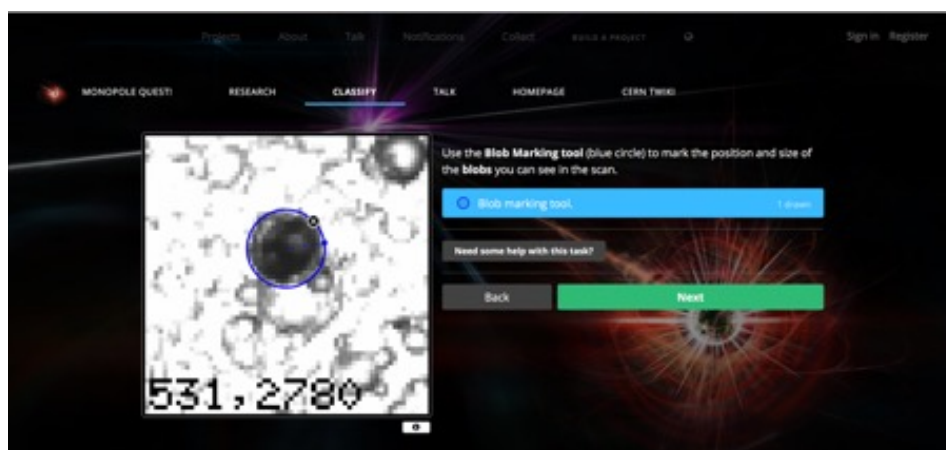 Projects About Talk Notifications Collect BUILD A PROJECT Sign in Register
MONOPOLE QUEST! RESEARCH CLASSIFY TALK HOMEPAGE CERN TWIKI
Use the Blob Marking tool (blue circle) to mark the position and size of
the blobs you can see in the scan.
Blob marking tool. 1 drawn
Need some help with this task?
Back Next
531,2780